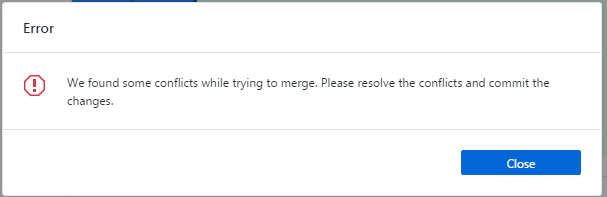 Error
We found some conflicts while trying to merge. Please resolve the conflicts and commit the
changes.
Close